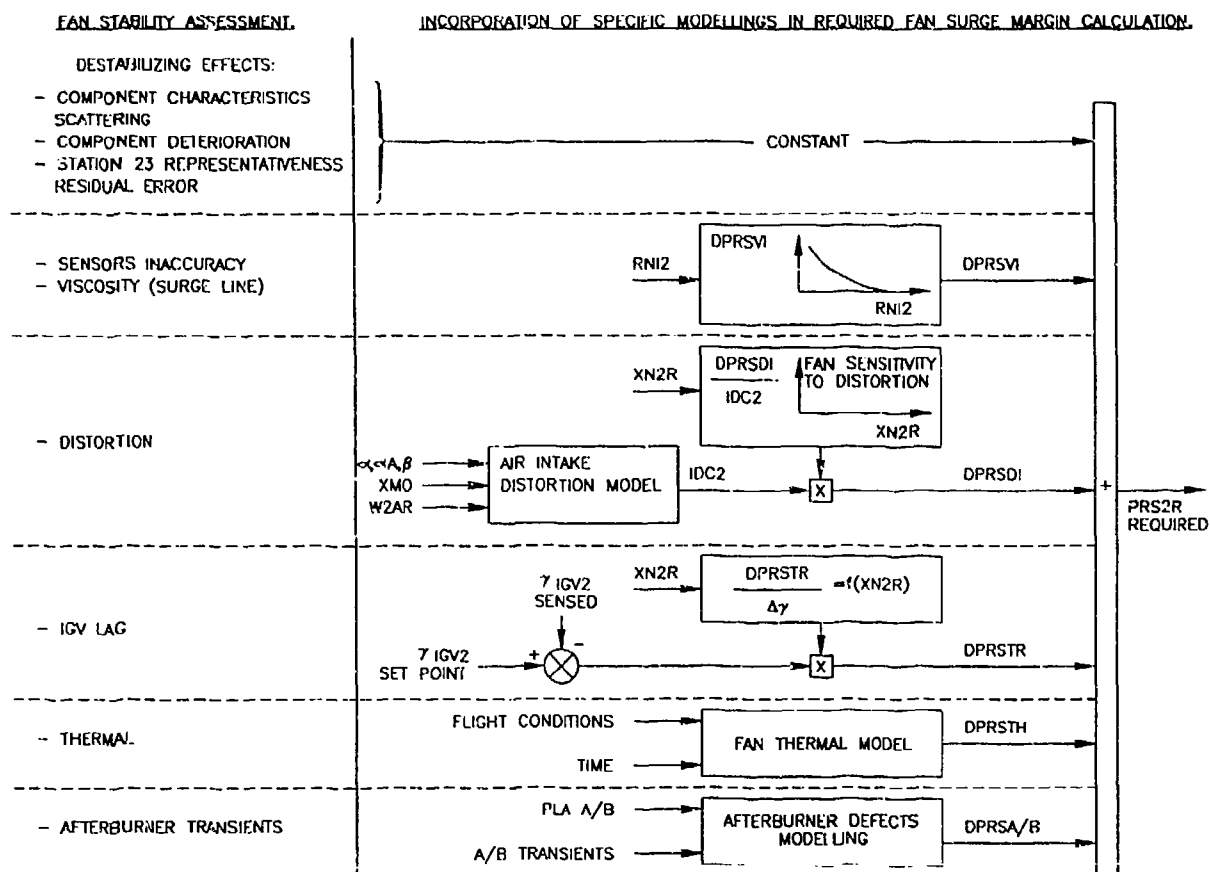 FAN STABILITY ASSESSMENT.
INCORPORATION OF SPECIFIC MODELLINGS IN REQUIRED FAN SURGE MARGIN CALCULATION.
DESTABILIZING EFFECTS:
- COMPONENT CHARACTERISTICS
SCATTERING
- COMPONENT DETERIORATION
- STATION 23 REPRESENTATIVENESS
RESIDUAL ERROR
CONSTANT
- SENSORS INACCURACY
- VISCOSITY (SURGE LINE)
RNI2
DPRSVI
RNI2
DPRSVI
- DISTORTION
XN2R
DPRSDI
IDC2
FAN SENSITIVITY
TO DISTORTION
XN2R
α,αA,β
XM0
W2AR
AIR INTAKE
DISTORTION MODEL
IDC2
X
DPRSDI
+
PRS2R
REQUIRED
- IGV LAG
γ IGV2
SENSED
XN2R
DPRSTR
Δγ
=f(XN2R)
γ IGV2
SET POINT
+
-
X
DPRSTR
- THERMAL
FLIGHT CONDITIONS
TIME
FAN THERMAL MODEL
DPRSTH
- AFTERBURNER TRANSIENTS
PLA A/B
A/B TRANSIENTS
AFTERBURNER DEFECTS
MODELLING
DPRSA/B